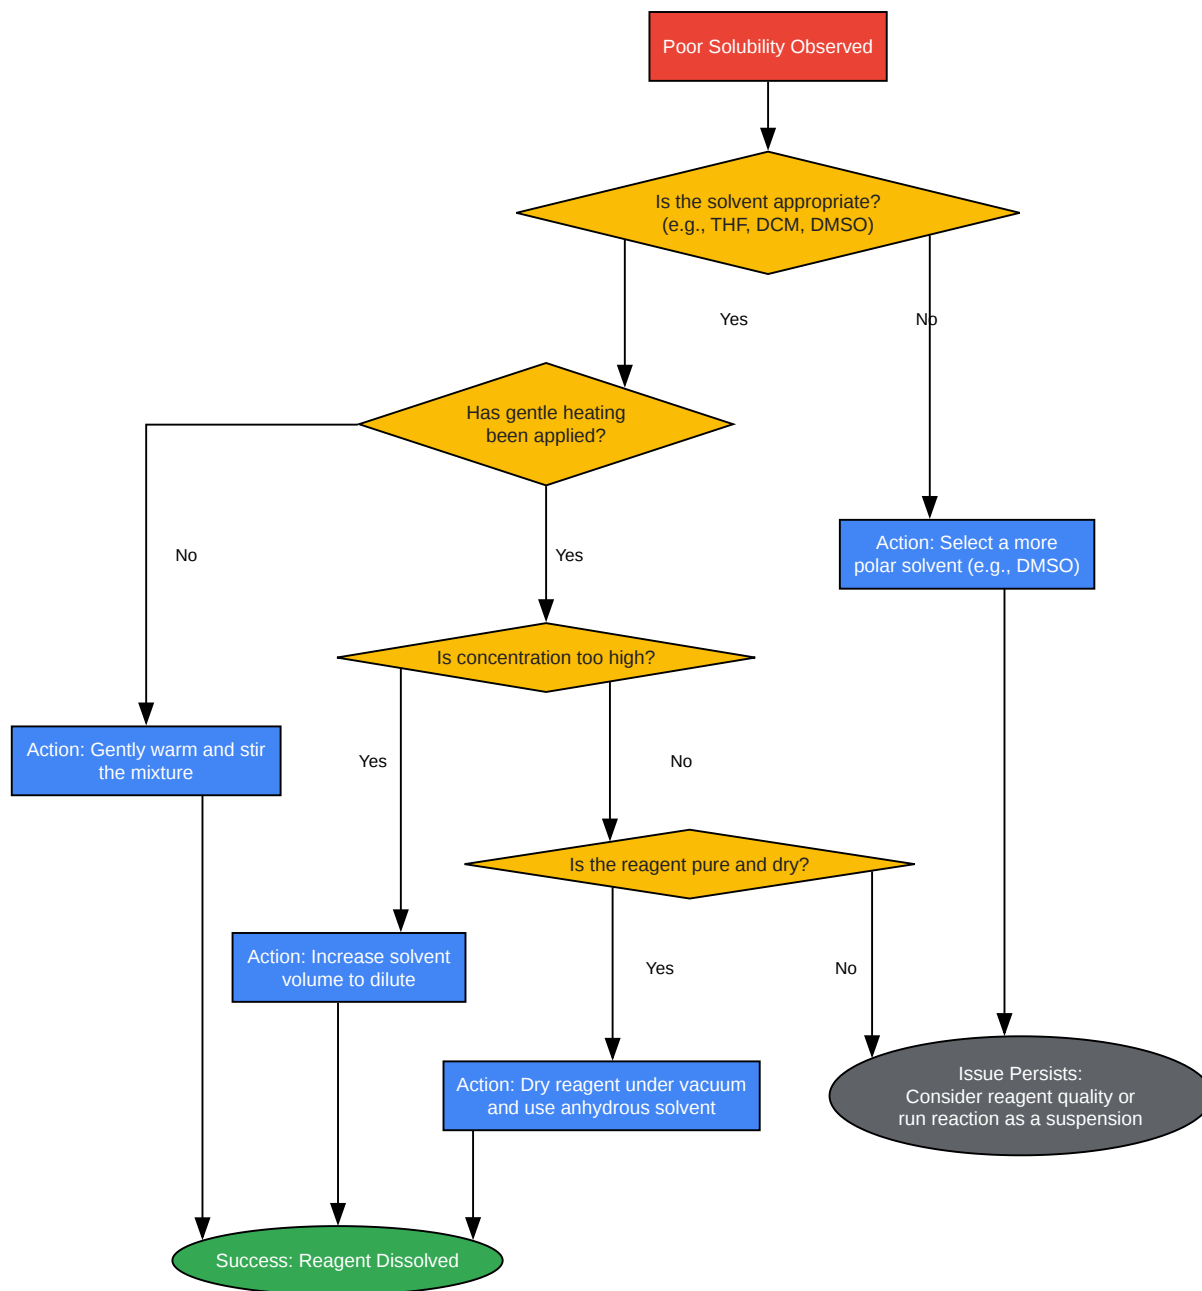 Poor Solubility Observed
Is the solvent appropriate?
(e.g., THF, DCM, DMSO)
Yes
No
Has gentle heating
been applied?
No
Yes
Action: Select a more
polar solvent (e.g., DMSO)
Is concentration too high?
Action: Gently warm and stir
the mixture
Yes
No
Is the reagent pure and dry?
Action: Increase solvent
volume to dilute
Yes
No
Action: Dry reagent under vacuum
and use anhydrous solvent
Issue Persists:
Consider reagent quality or
run reaction as a suspension
Success: Reagent Dissolved